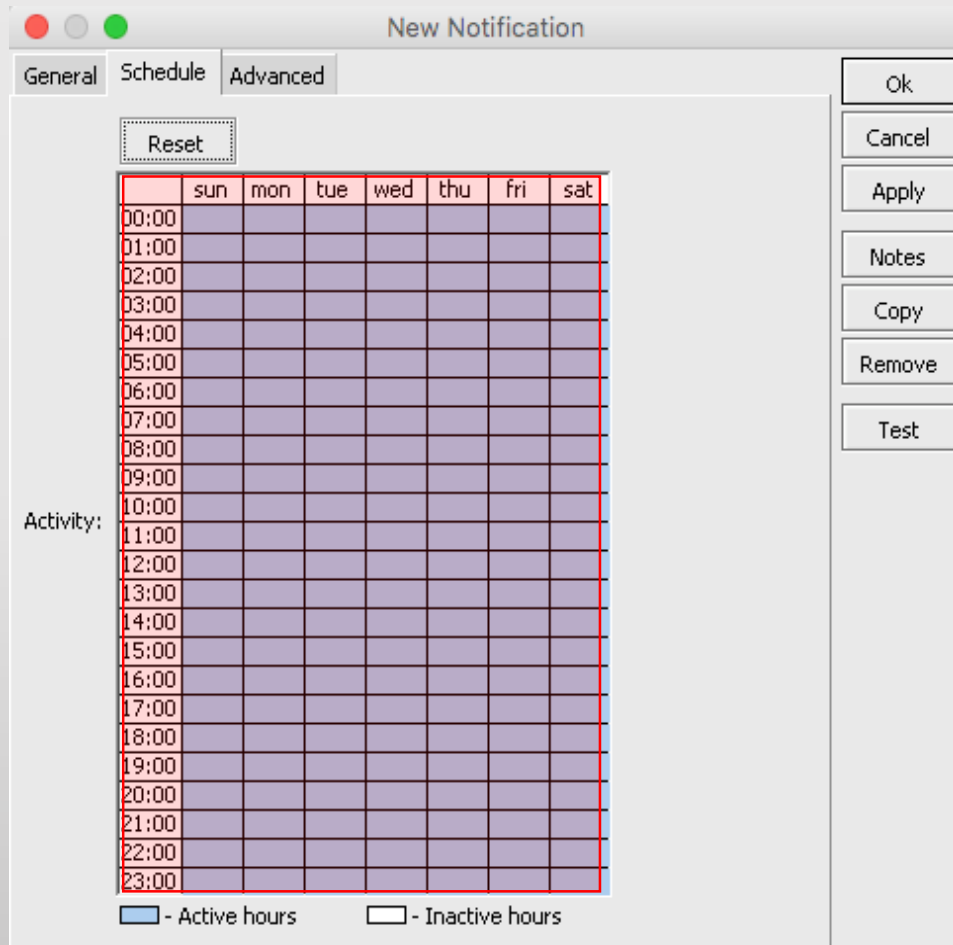 New Notification
General Schedule Advanced
Ok
Cancel
Apply
Notes
Copy
Remove
Test
Reset
sun mon tue wed thu fri sat
00:00
01:00
02:00
03:00
04:00
05:00
06:00
07:00
08:00
09:00
10:00
11:00
12:00
13:00
14:00
15:00
16:00
17:00
18:00
19:00
20:00
21:00
22:00
23:00
Activity:
- Active hours - Inactive hours